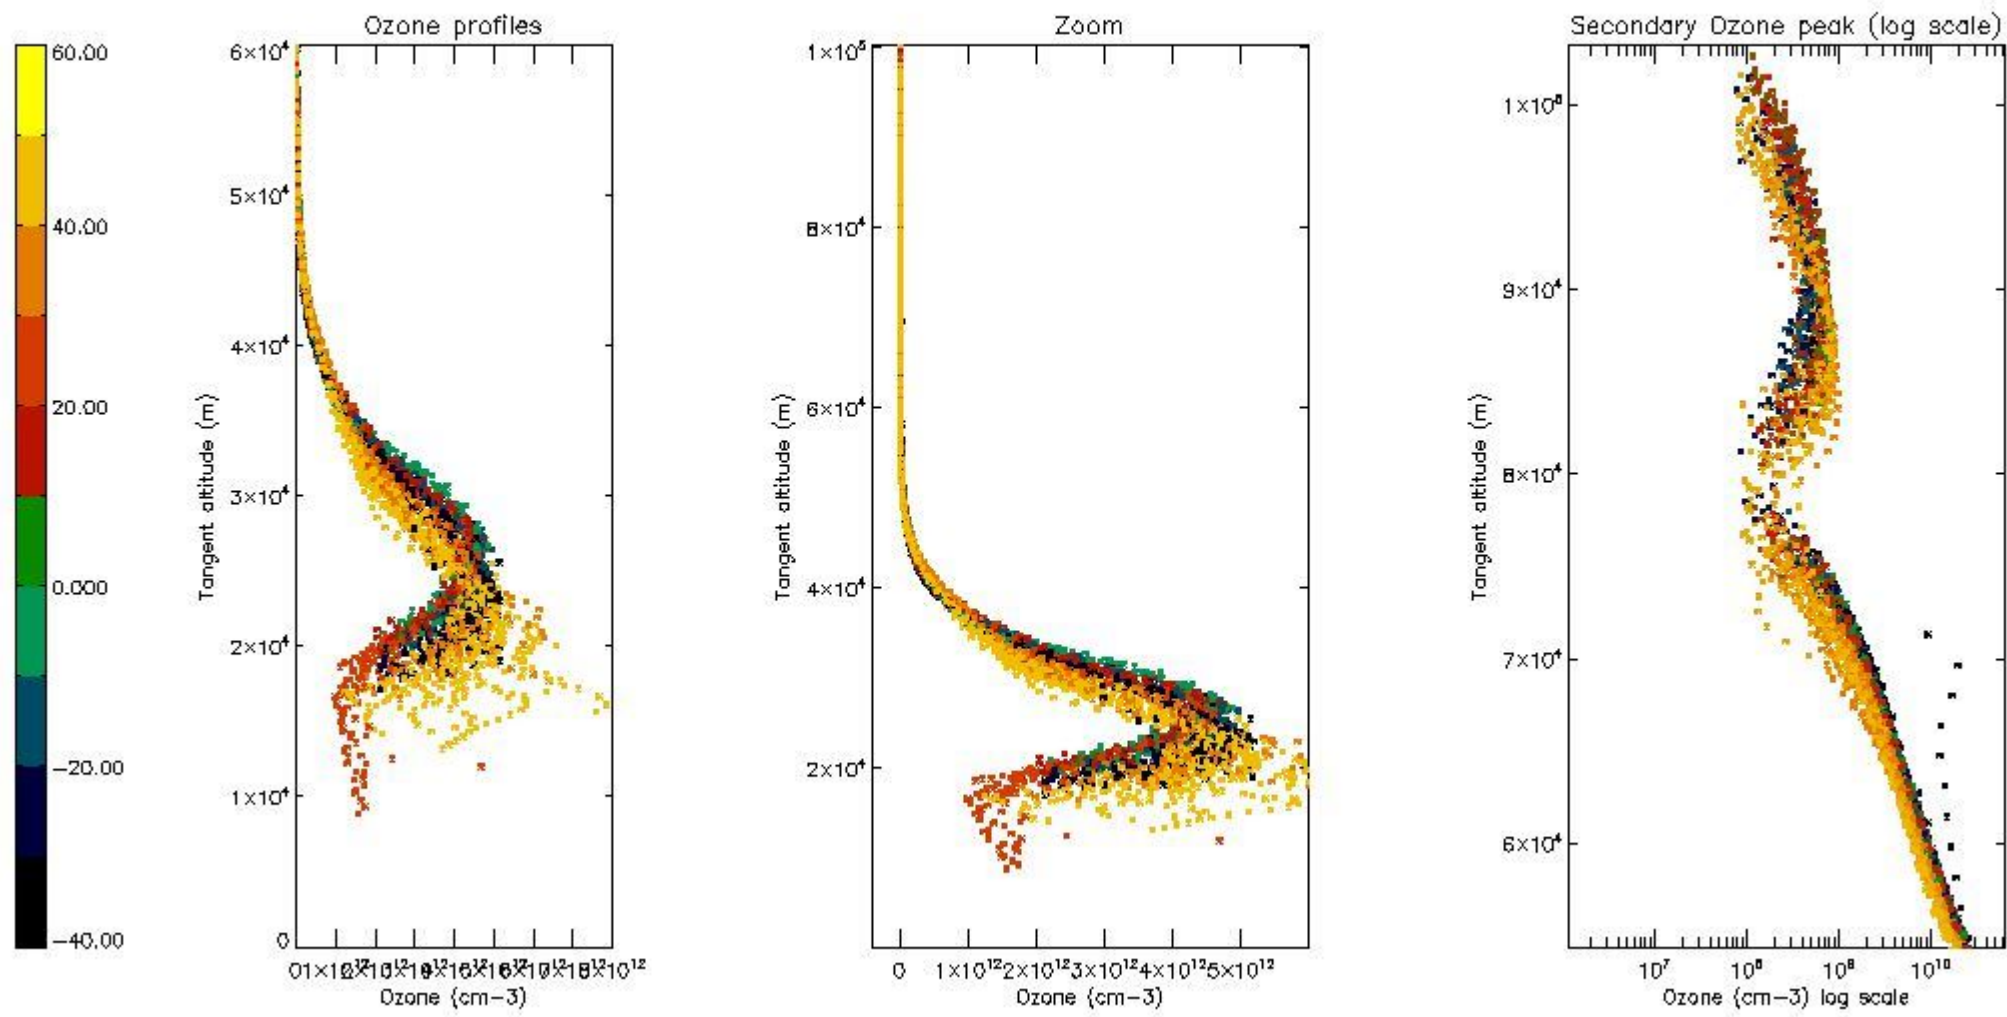 Ozone profiles
Zoom
Secondary Ozone peak (log scale)
60.00
40.00
20.00
0.000
−20.00
−40.00
6×10⁴
5×10⁴
4×10⁴
3×10⁴
2×10⁴
1×10⁴
0
Tangent altitude (m)
Ozone (cm−3)
1×10⁵
8×10⁴
6×10⁴
4×10⁴
2×10⁴
Tangent altitude (m)
0 1×10¹² 2×10¹² 3×10¹² 4×10¹² 5×10¹²
Ozone (cm−3)
9×10⁴
8×10⁴
7×10⁴
6×10⁴
Tangent altitude (m)
10⁷ 10⁸ 10⁹ 10¹⁰
Ozone (cm−3) log scale